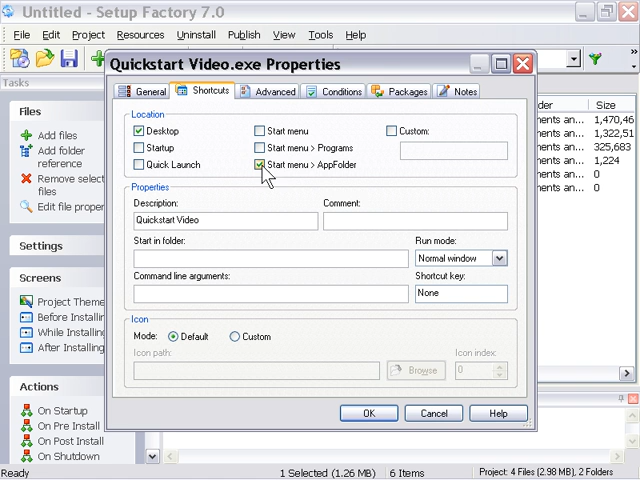 Untitled - Setup Factory 7.0
File Edit Project Resources Uninstall Publish View Tools Help
Tasks
Files
Add files
Add folder
reference
Remove select
files
Edit file proper
Settings
Screens
Project Theme
Before Installin
While Installing
After Installing
Actions
On Startup
On Pre Install
On Post Install
On Shutdown
Quickstart Video.exe Properties
General Shortcuts Advanced Conditions Packages Notes
Location
Desktop Start menu Custom:
Startup Start menu > Programs
Quick Launch Start menu > AppFolder
Properties
Description: Comment:
Quickstart Video
Start in folder: Run mode:
Normal window
Command line arguments: Shortcut key:
None
Icon
Mode: Default Custom
Icon path: Icon index:
Browse 0
OK Cancel Help
der Size
ments an... 1,470,46
ments an... 1,322,51
ments an... 325,683
ments an... 1,224
ments an... 0
ments an... 0
Ready 1 Selected (1.26 MB) 6 Items Project: 4 Files (2.98 MB), 2 Folders